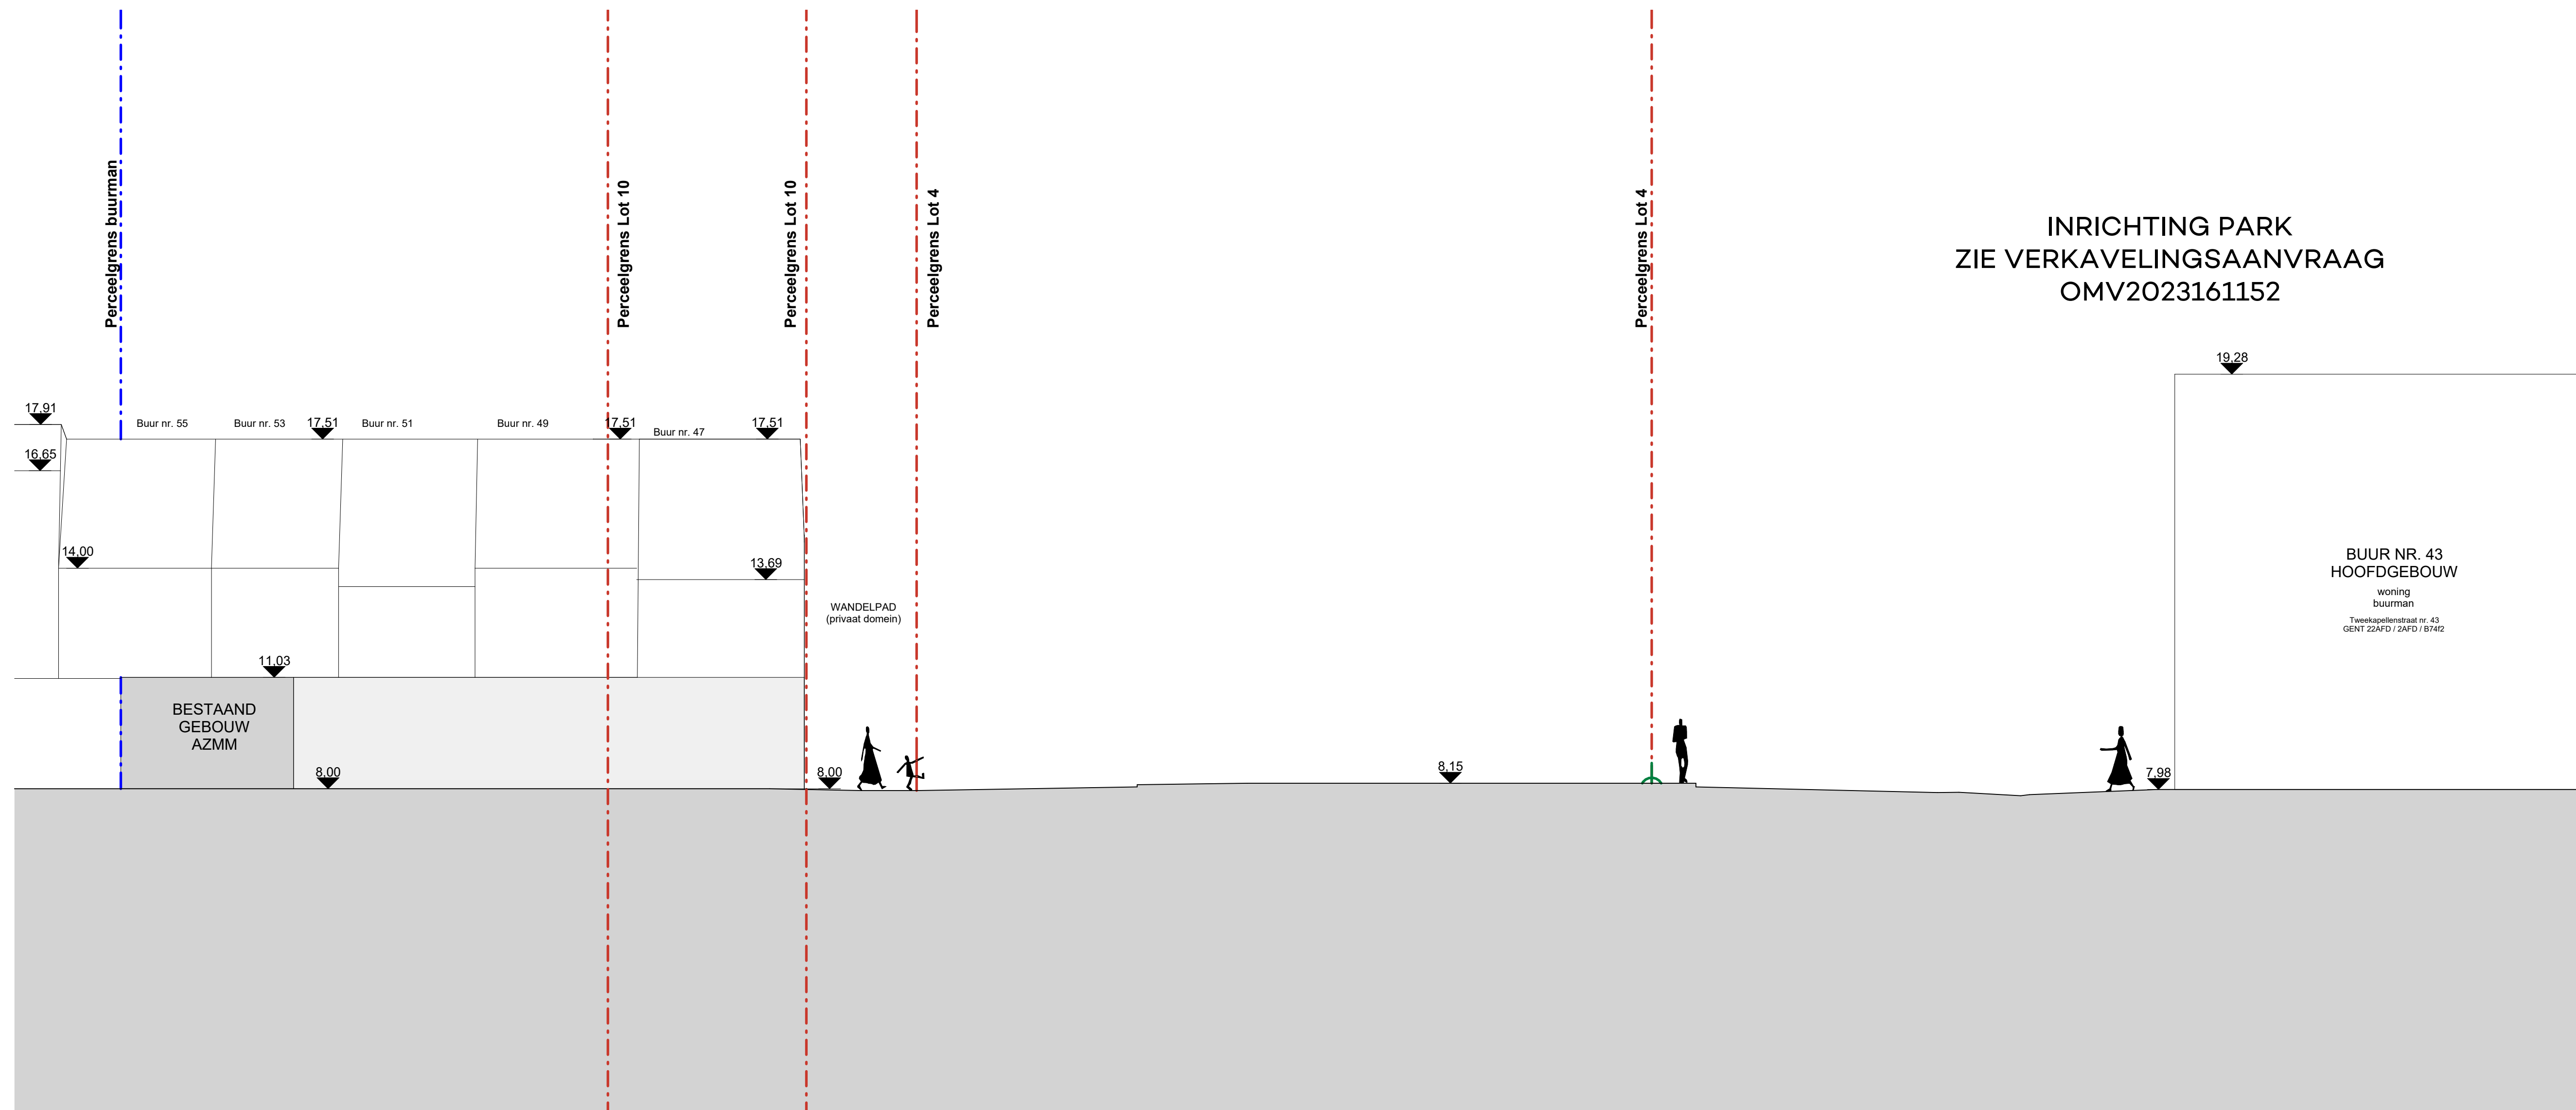 Perceelgrens buurman
Perceelgrens Lot 10
Perceelgrens Lot 10
Perceelgrens Lot 4
Perceelgrens Lot 4
INRICHTING PARK
ZIE VERKAVELINGSAANVRAAG
OMV2023161152
19,28
17,91
Buur nr. 55
Buur nr. 53
17,51
Buur nr. 51
Buur nr. 49
17,51
Buur nr. 47
17,51
16,65
14,00
13,69
BUUR NR. 43
HOOFDGEBOUW
woning
buurman
Tweekapellenstraat nr. 43
GENT 22AFD / 2AFD / B74f2
WANDELPAD
(privaat domein)
11,03
BESTAAND
GEBOUW
AZMM
8,00
8,00
8,15
7,98